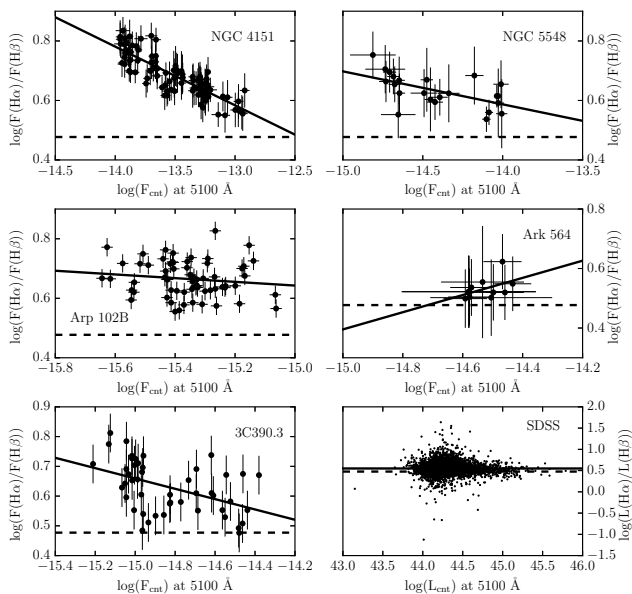 NGC 4151
log(F(Hα)/F(Hβ))
0.8
0.6
0.4
−14.5 −14.0 −13.5 −13.0 −12.5
log(F_cnt) at 5100 Å
NGC 5548
log(F(Hα)/F(Hβ))
0.8
0.6
0.4
−15.0 −14.5 −14.0 −13.5
log(F_cnt) at 5100 Å
Arp 102B
log(F(Hα)/F(Hβ))
0.8
0.6
0.4
−15.8 −15.6 −15.4 −15.2 −15.0
log(F_cnt) at 5100 Å
Ark 564
log(F(Hα)/F(Hβ))
0.8
0.6
0.4
−15.0 −14.8 −14.6 −14.4 −14.2
log(F_cnt) at 5100 Å
3C390.3
log(F(Hα)/F(Hβ))
0.9
0.8
0.7
0.6
0.5
0.4
−15.4 −15.2 −15.0 −14.8 −14.6 −14.4 −14.2
log(F_cnt) at 5100 Å
SDSS
log(L(Hα)/L(Hβ))
2.0
1.5
1.0
0.5
0.0
−0.5
−1.0
−1.5
43.0 43.5 44.0 44.5 45.0 45.5 46.0
log(L_cnt) at 5100 Å